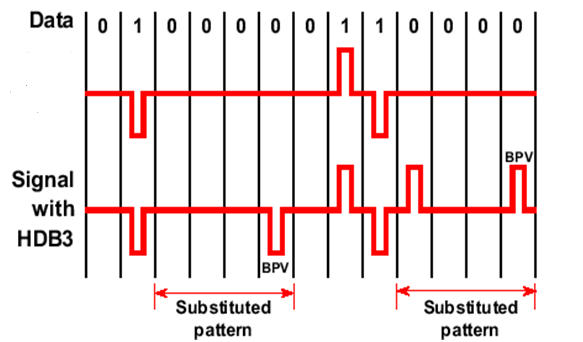 Data 0 1 0 0 0 0 0 1 1 0 0 0 0
BPV
Signal
with
HDB3
BPV
Substituted
pattern
Substituted
pattern